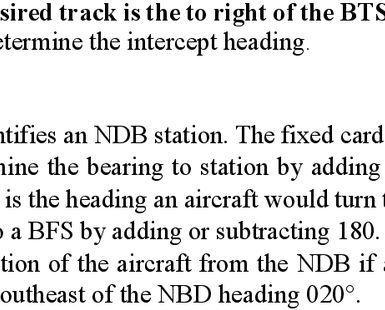 sired track is the to right of the BTS
etermine the intercept heading.
ntifies an NDB station. The fixed card
nine the bearing to station by adding
is the heading an aircraft would turn t
o a BFS by adding or subtracting 180.
tion of the aircraft from the NDB if a
outheast of the NBD heading 020°.